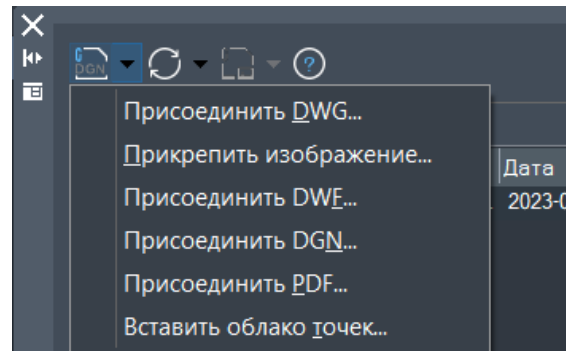 DGN
Присоединить DWG...
Прикрепить изображение...
Дата
Присоединить DWF...
2023-0
Присоединить DGN...
Присоединить PDF...
Вставить облако точек...